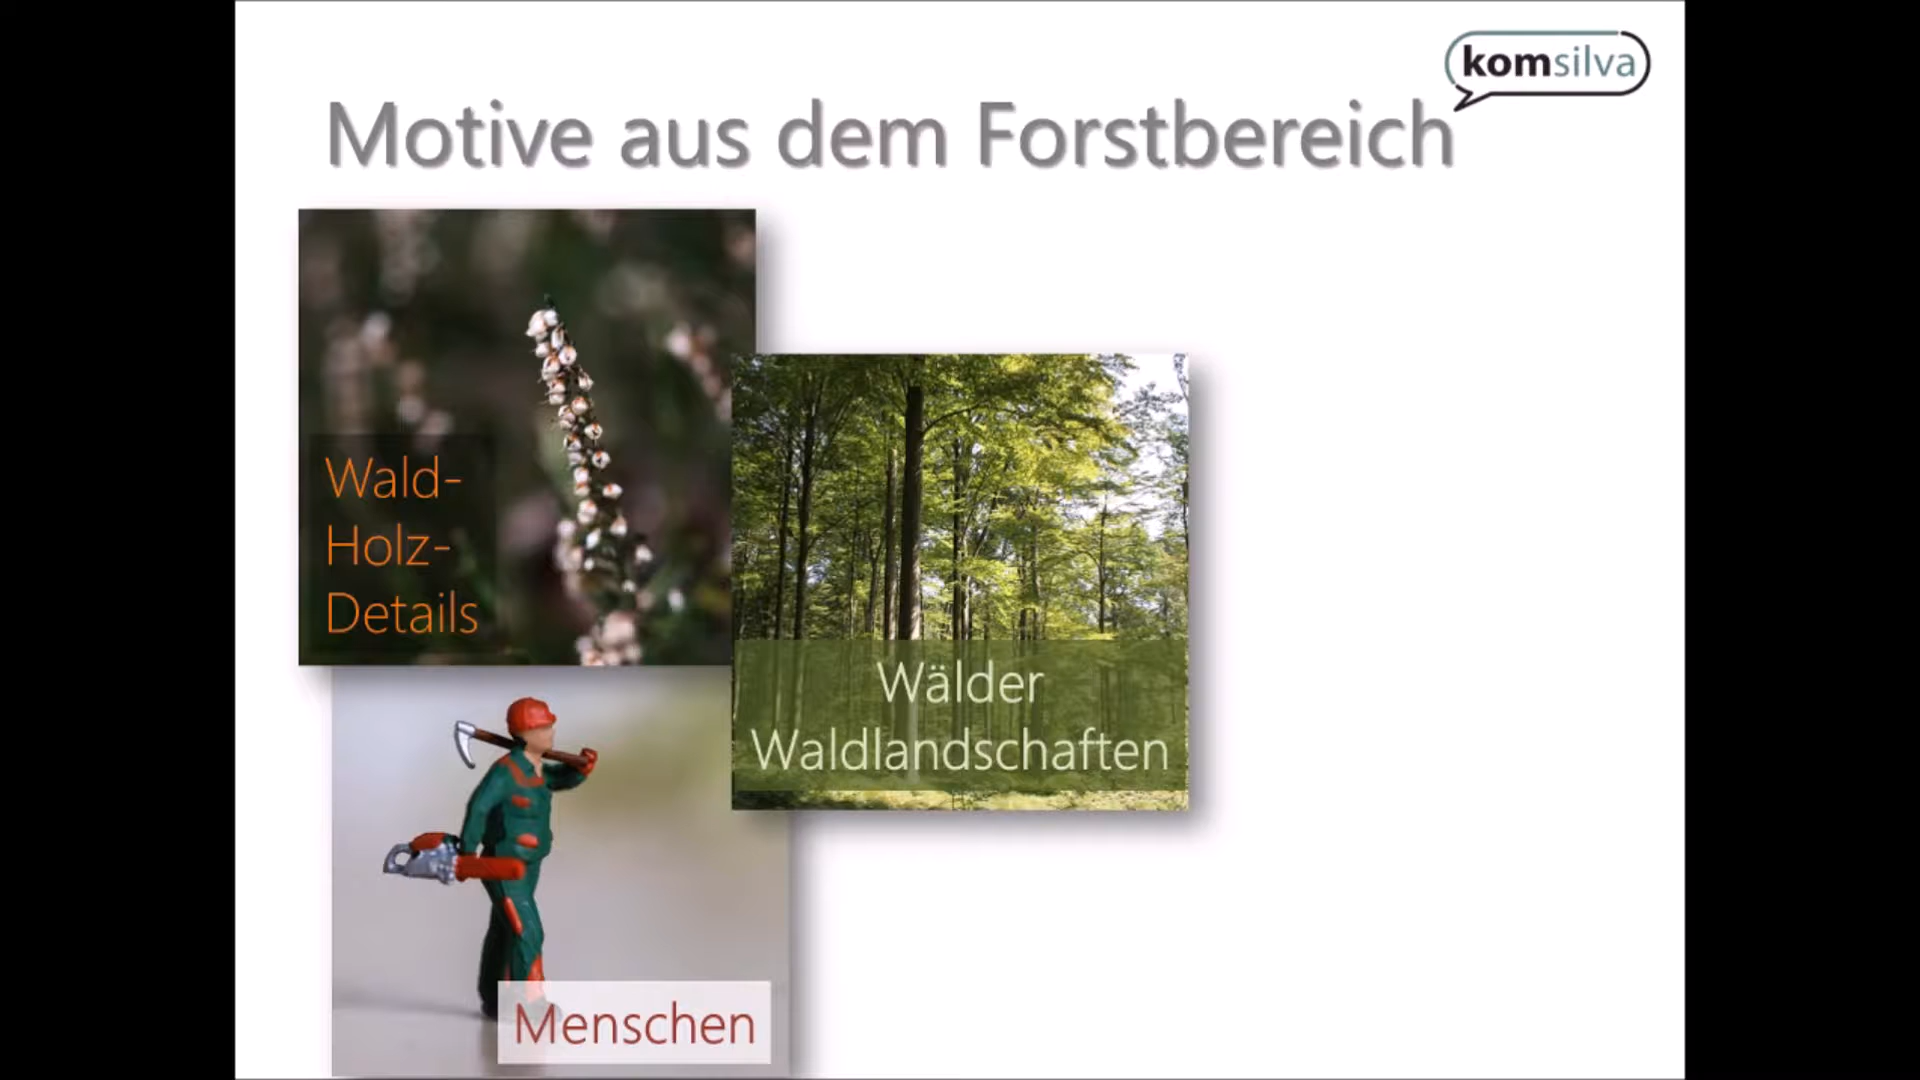 komsilva
Motive aus dem Forstbereich
Wald-
Holz-
Details
Wälder
Waldlandschaften
Menschen